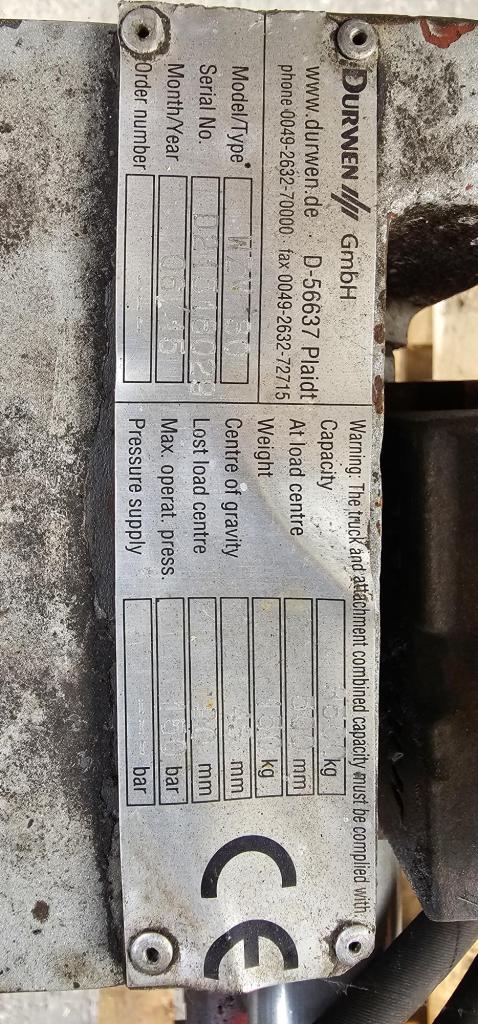 DURWEN GmbH
www.durwen.de · D-56637 Plaidt
phone 0049-2632-70000 · fax 0049-2632-72715
Model/Type
Serial No.
Month/Year
Order number
Warning: The truck and attachment combined capacity must be complied with.
Capacity kg
At load centre mm
Weight kg
Centre of gravity mm
Lost load centre mm
Max. operat. press. bar
Pressure supply bar
CE